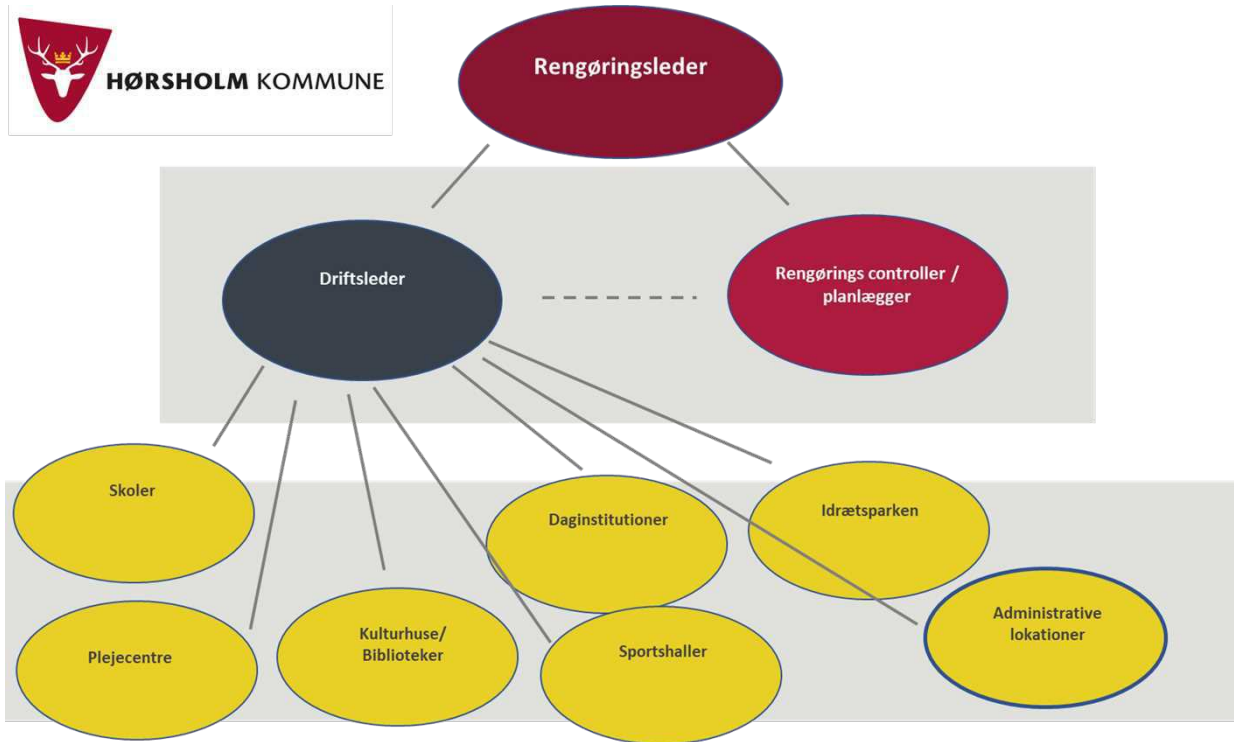 HØRSHOLM KOMMUNE
Rengøringsleder
Driftsleder
Rengørings controller /
planlægger
Skoler
Daginstitutioner
Idrætsparken
Plejecentre
Kulturhuse/
Biblioteker
Sportshaller
Administrative
lokationer